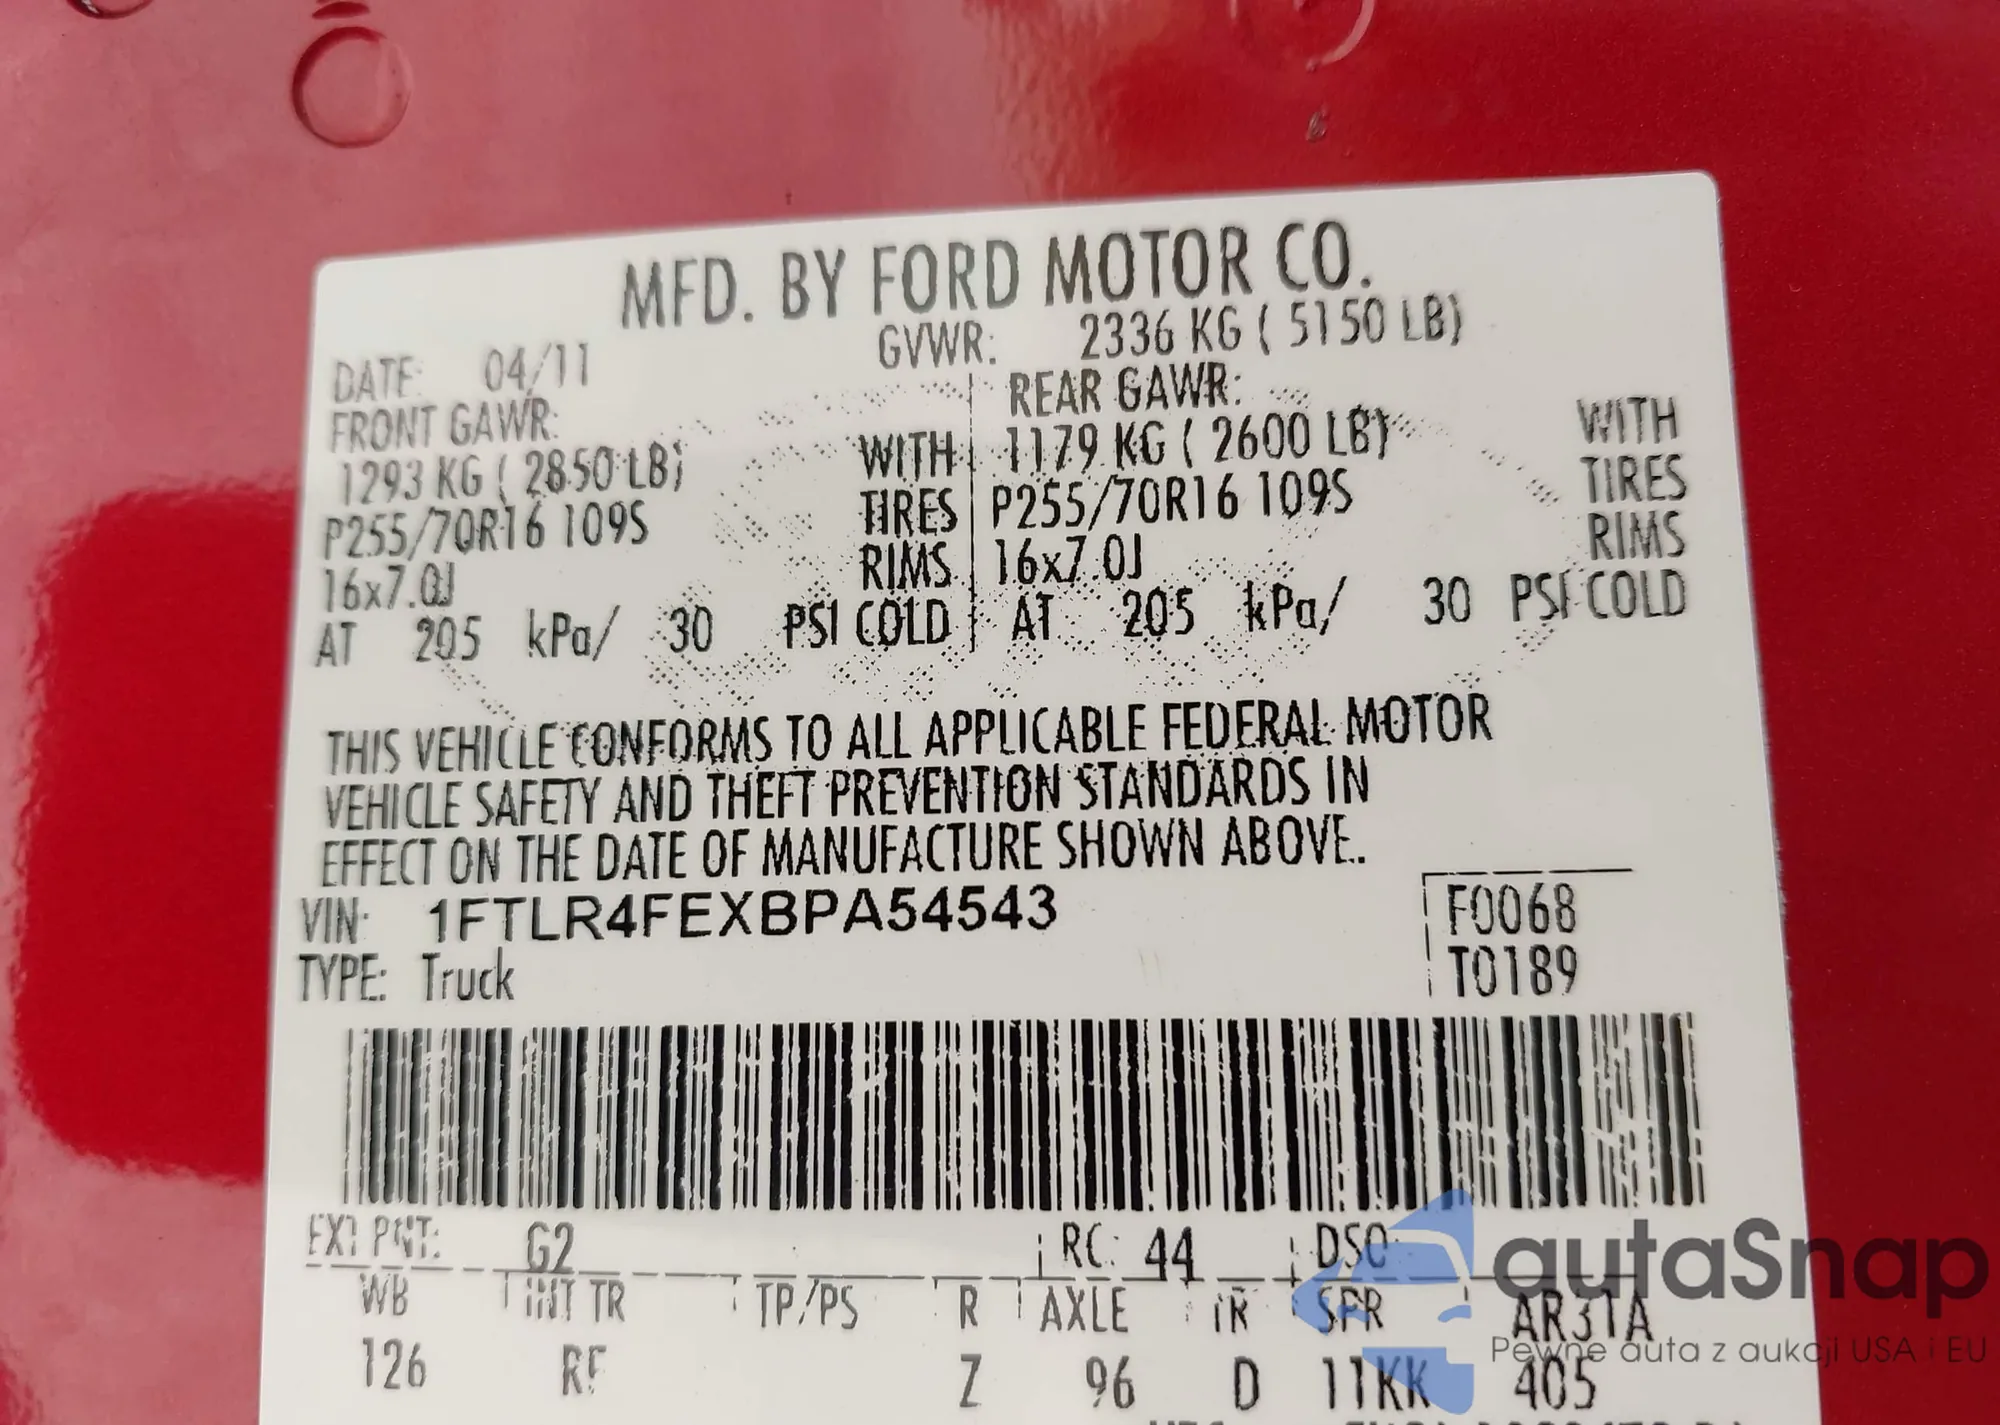 MFD. BY FORD MOTOR CO.
DATE: 04/11 GVWR: 2336 KG ( 5150 LB)
FRONT GAWR: REAR GAWR:
1293 KG ( 2850 LB) WITH 1179 KG ( 2600 LB) WITH
P255/70R16 109S TIRES P255/70R16 109S TIRES
16x7.0J RIMS 16x7.0J RIMS
AT 205 kPa/ 30 PSI COLD AT 205 kPa/ 30 PSI COLD
THIS VEHICLE CONFORMS TO ALL APPLICABLE FEDERAL MOTOR
VEHICLE SAFETY AND THEFT PREVENTION STANDARDS IN
EFFECT ON THE DATE OF MANUFACTURE SHOWN ABOVE.
VIN: 1FTLR4FEXBPA54543 F0068
TYPE: Truck T0189
EXT PNT: G2 RC: 44 DSO:
WB INT TR TP/PS R AXLE TR SPR AR31A
126 RF Z 96 D 11KK 405
autaSnap
Pewne auta z aukcji USA i EU